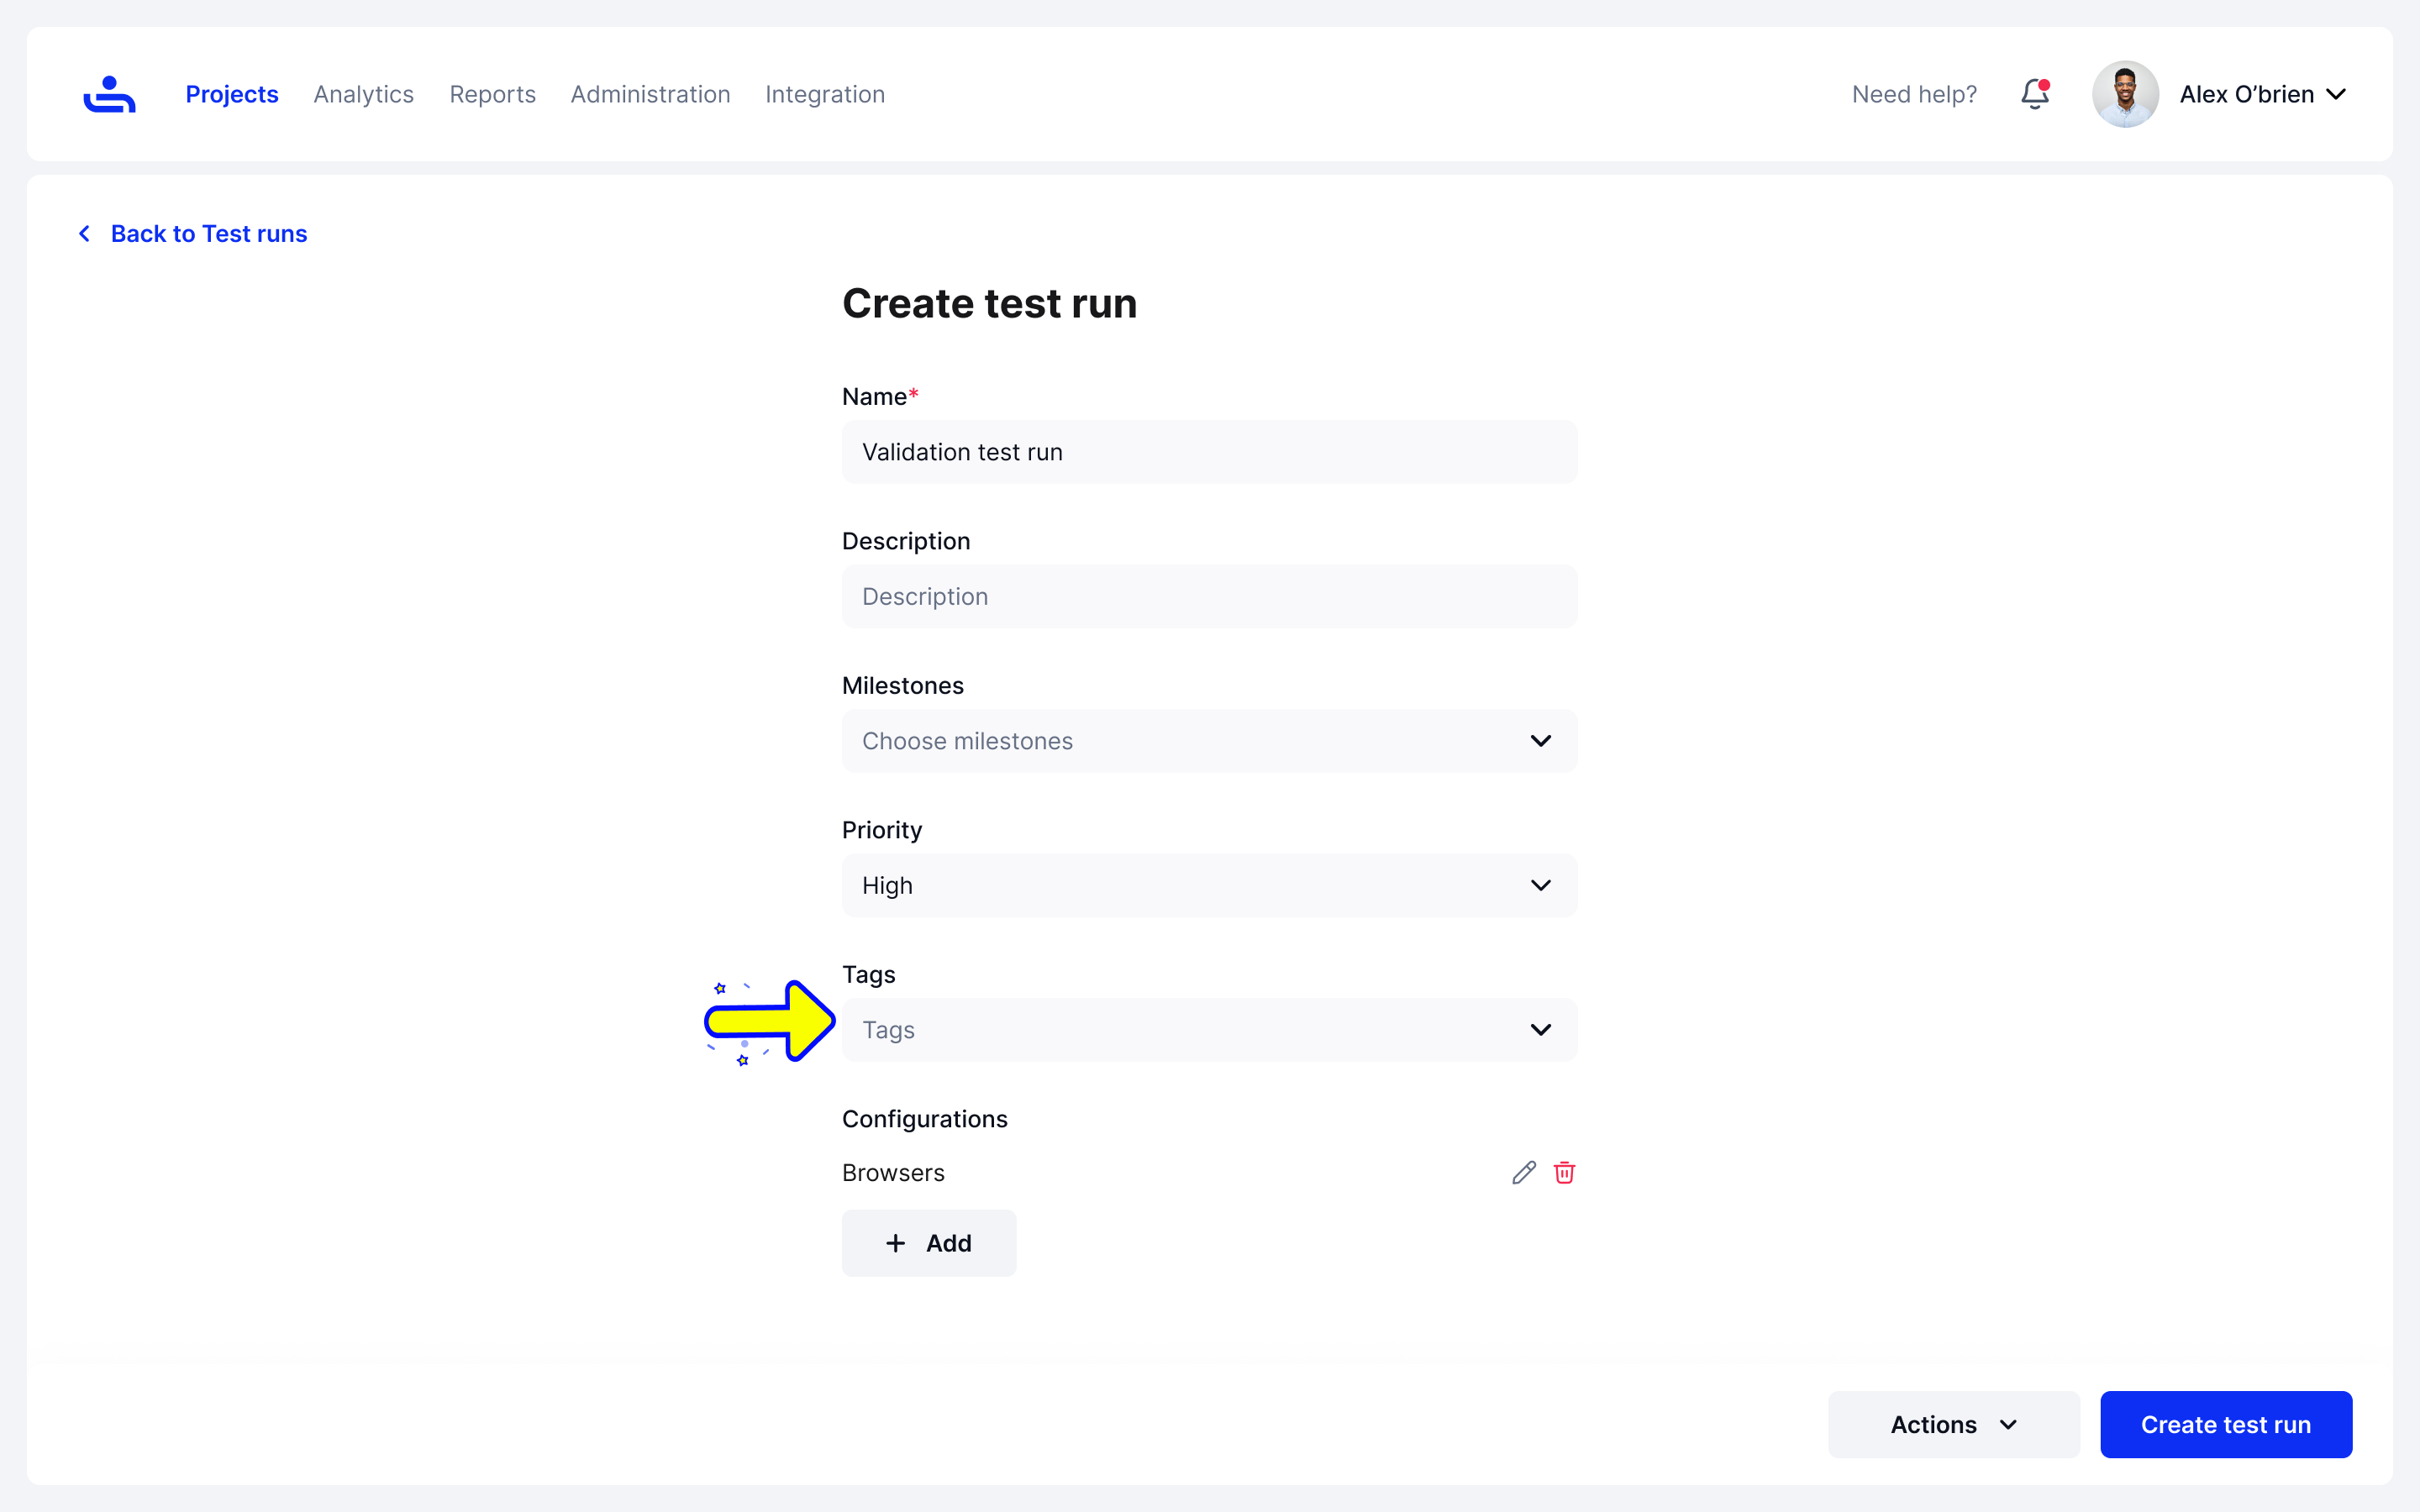 Projects Analytics Reports Administration Integration Need help? Alex O’brien
Back to Test runs
Create test run
Name*
Validation test run
Description
Description
Milestones
Choose milestones
Priority
High
Tags
Tags
Configurations
Browsers
+ Add
Actions Create test run